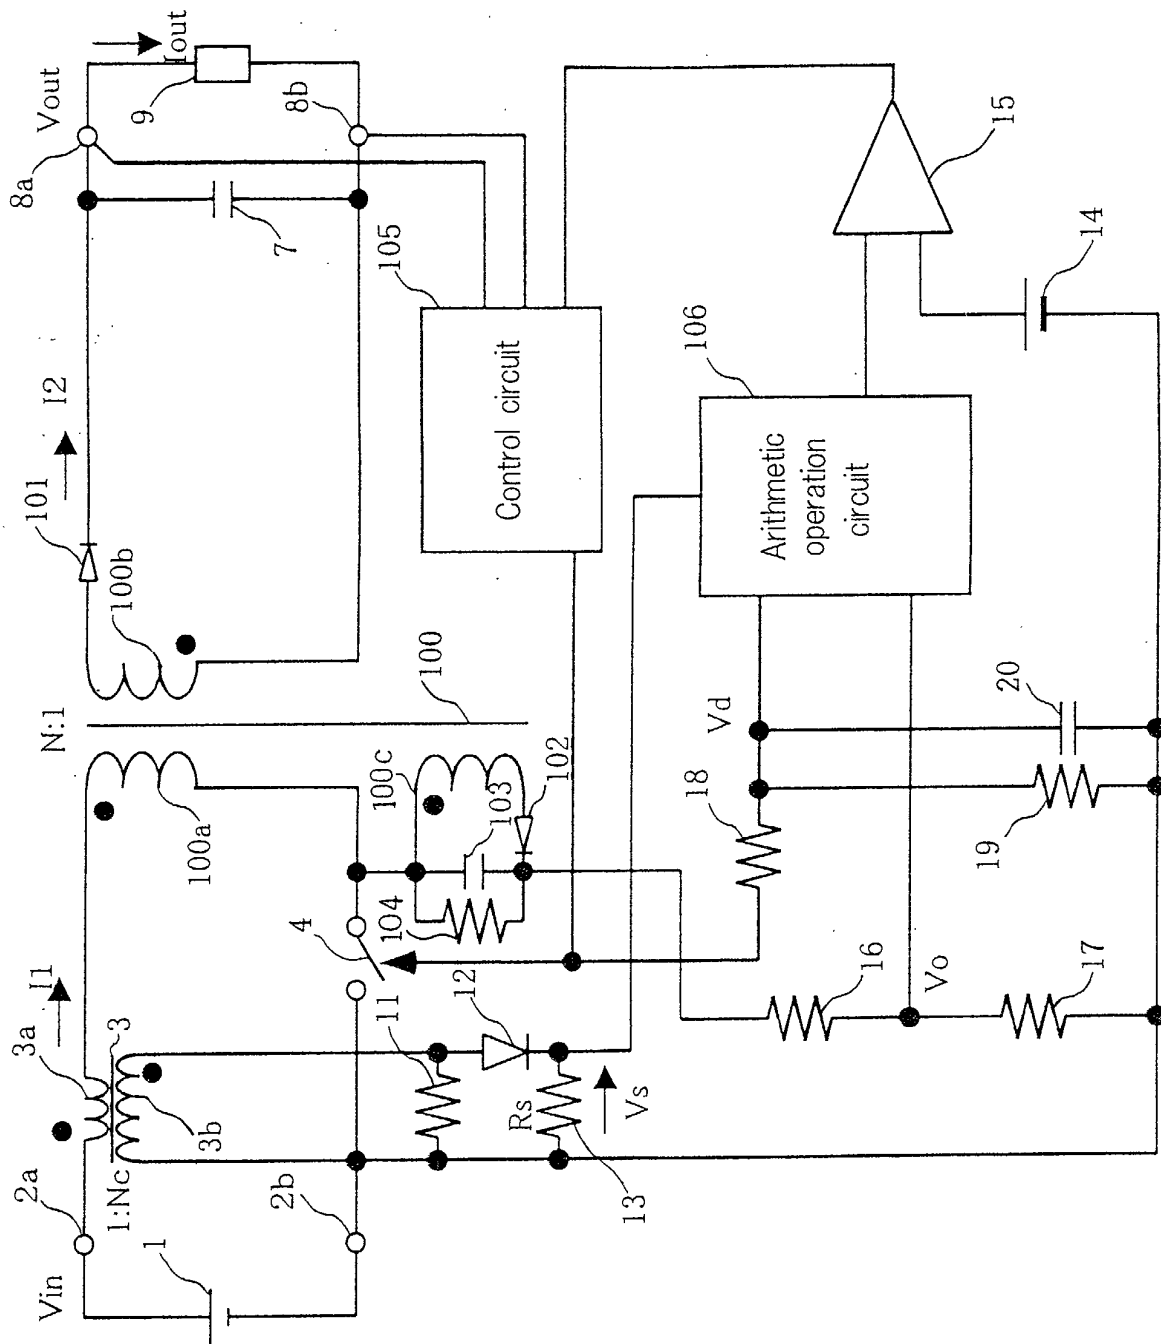 Vin
1
2a
2b
1:Nc
3a
3b
3
I1
N:1
100a
100b
101
I2
Vout
8a
8b
9
Iout
7
4
104
103
100c
102
100
105
Control circuit
11
12
Rs
Vs
13
16
Vo
17
18
Vd
19
20
106
Arithmetic
operation
circuit
14
15